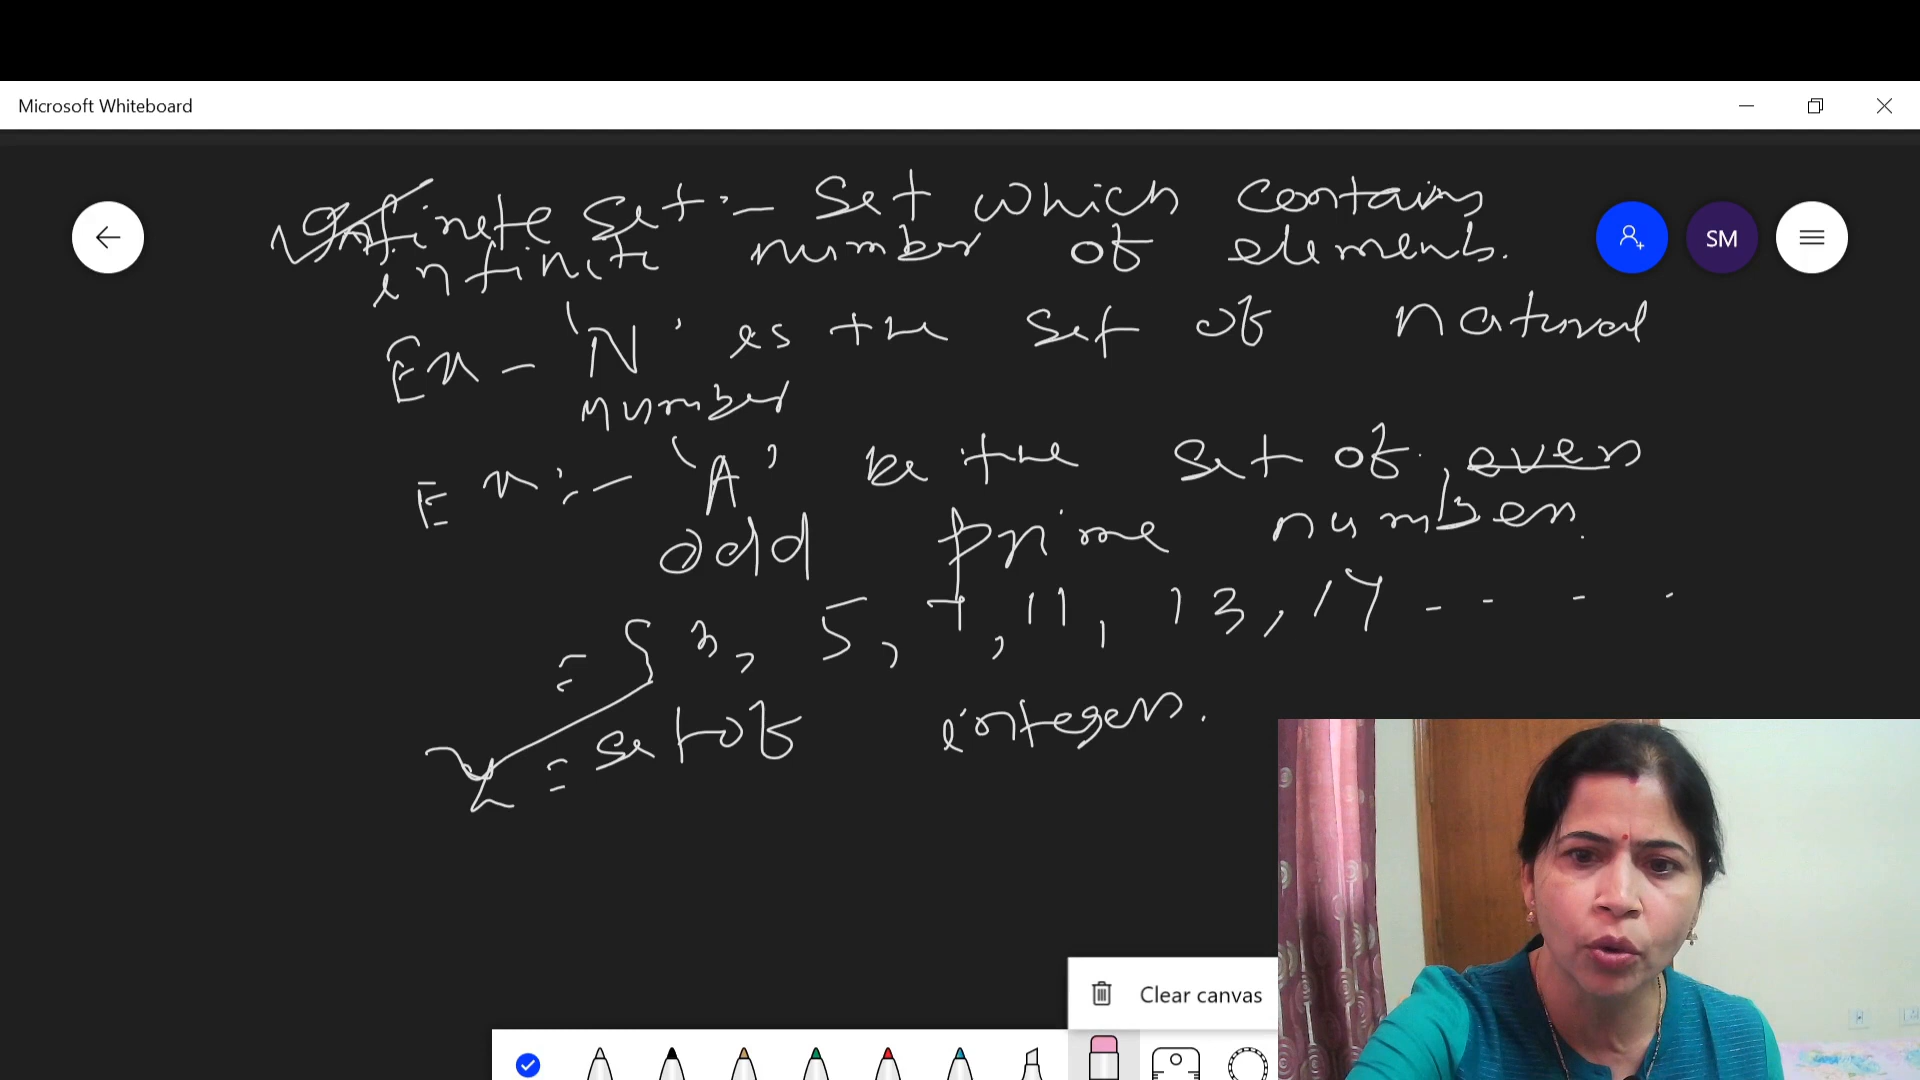 Microsoft Whiteboard
Infinete Set :- Set which contains
infinite number of elements.
SM
Ex - 'N' is the set of natural
number
Ex :- 'A' be the set of even
odd prime number.
= { 3, 5, 7, 11, 13, 17 - - - -
Z = set of integers.
Clear canvas